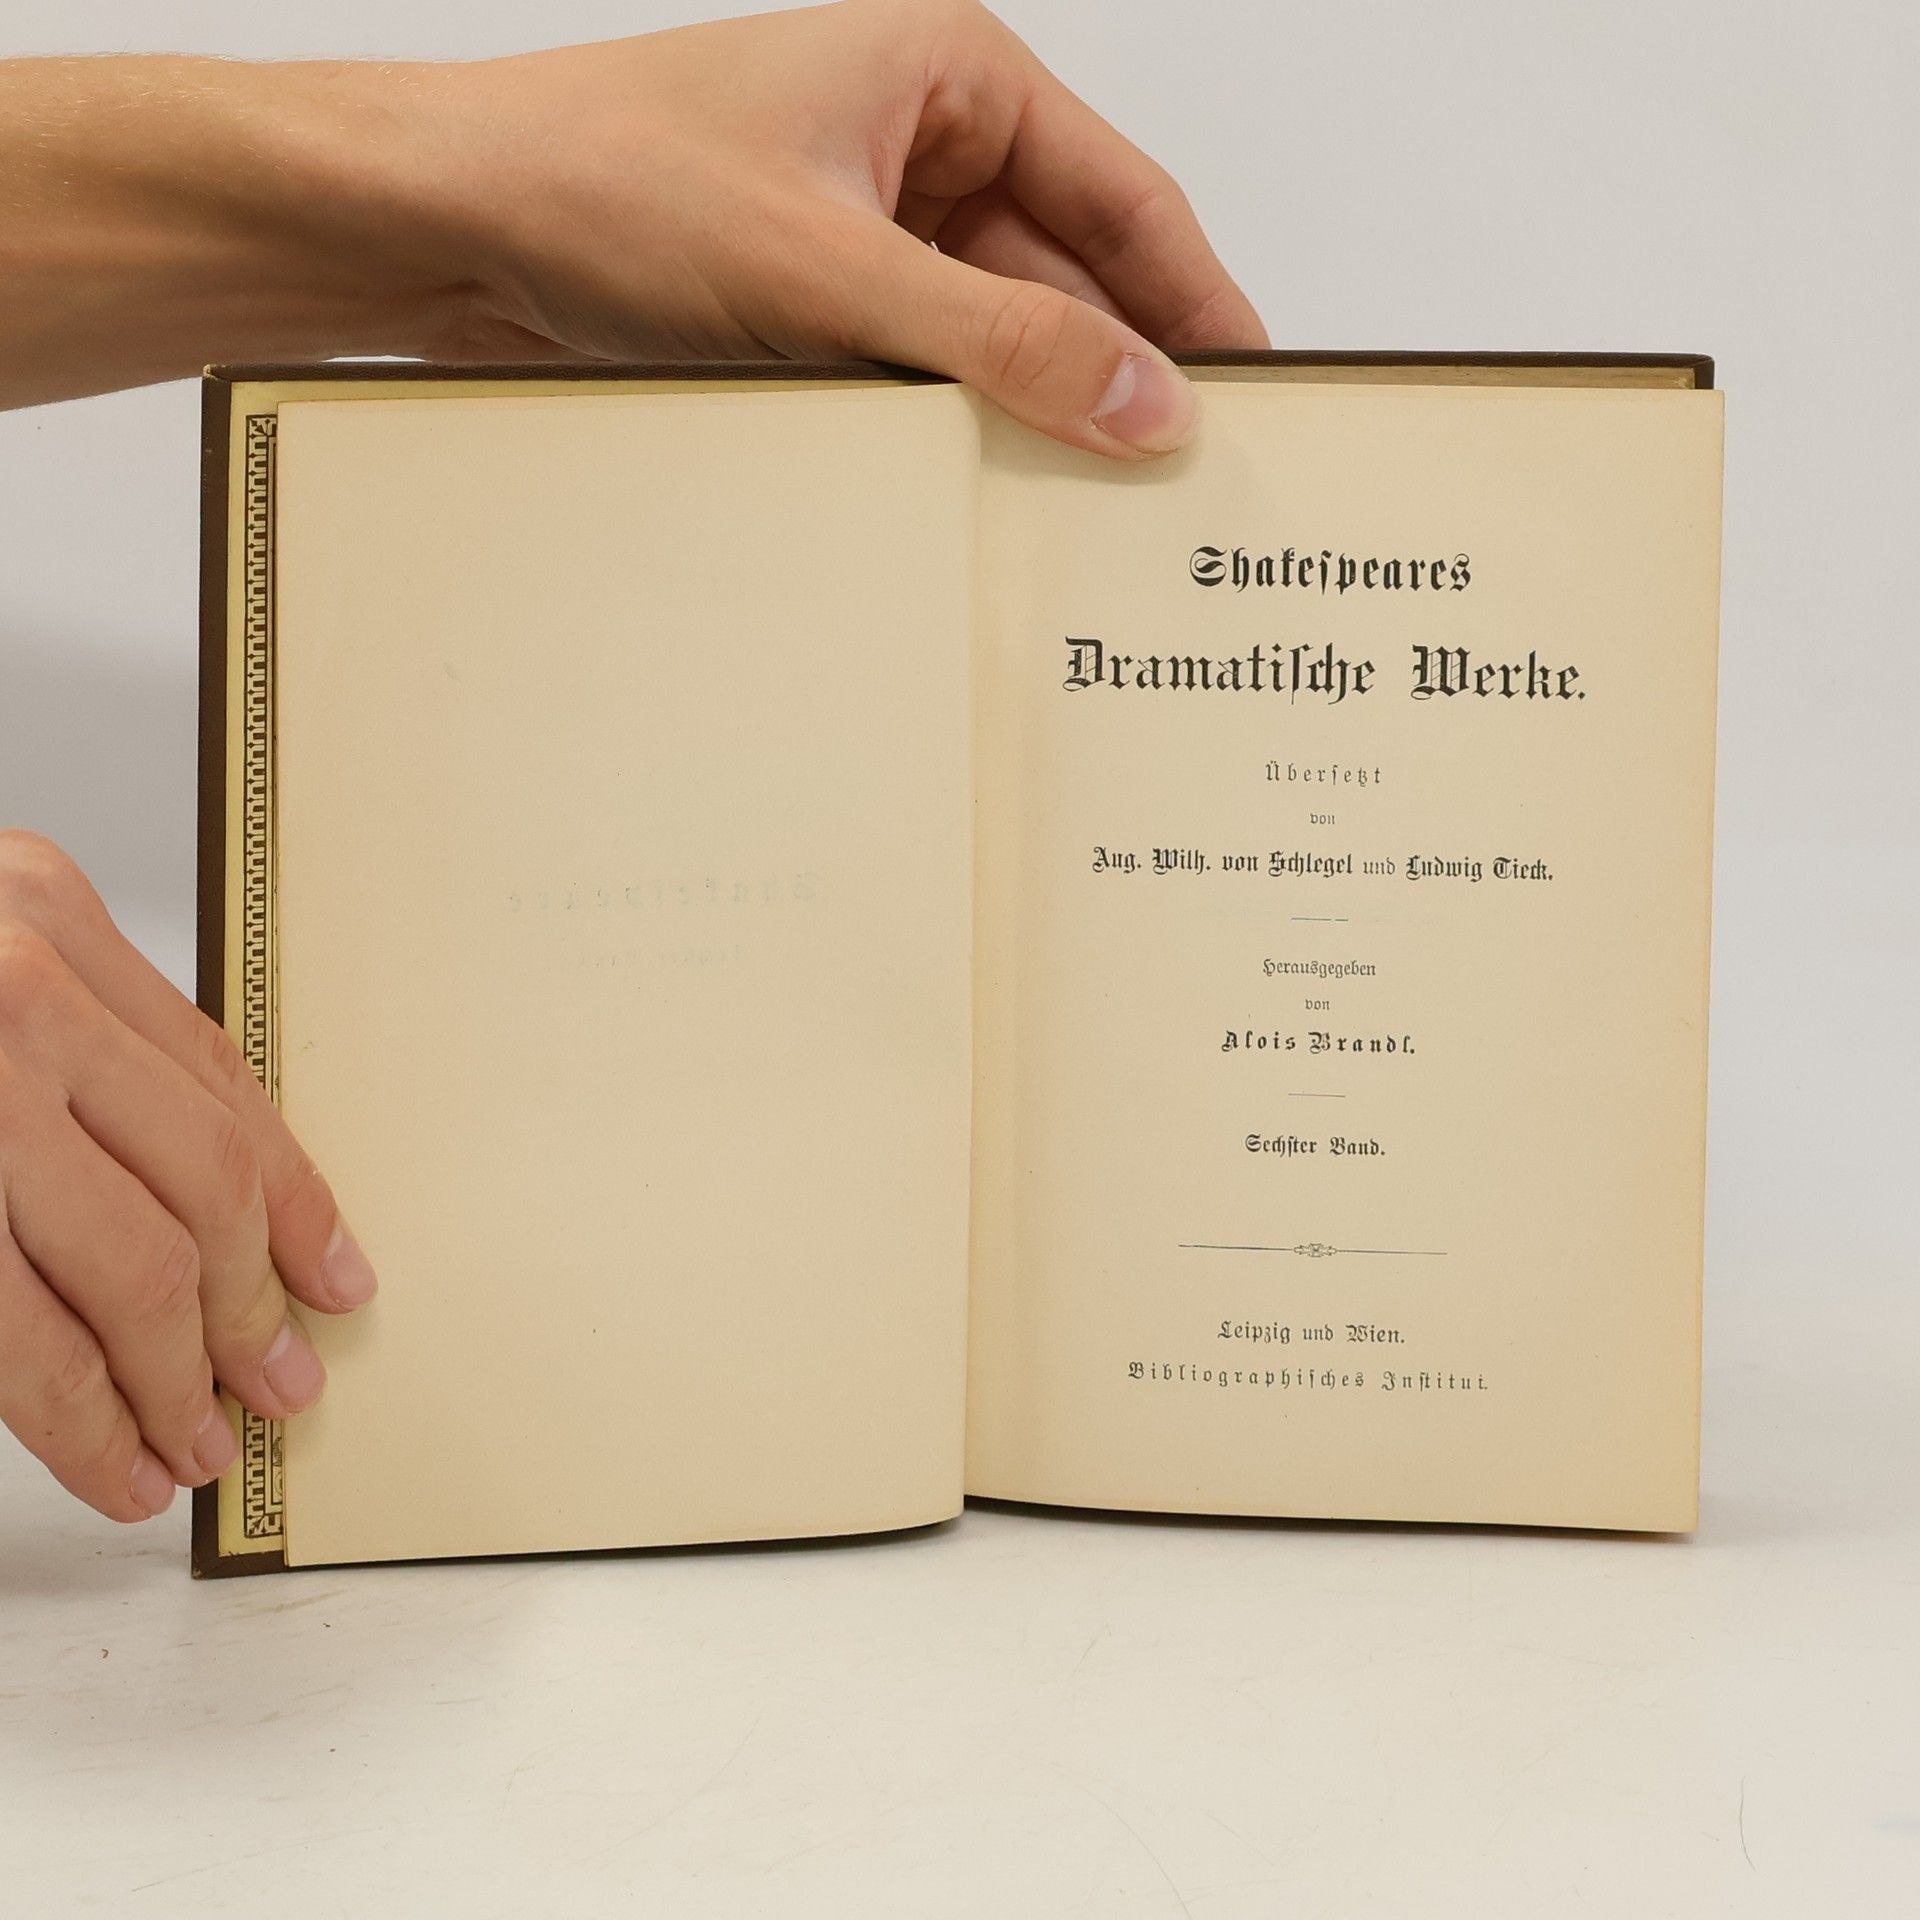 Shakeſpeares
Dramatiſche Werke.
Überſetzt
von
Aug. Wilh. von Schlegel und Ludwig Tieck.
Herausgegeben
von
Alois Brandl.
Sechſter Band.
Leipzig und Wien.
Bibliographiſches Inſtitut.